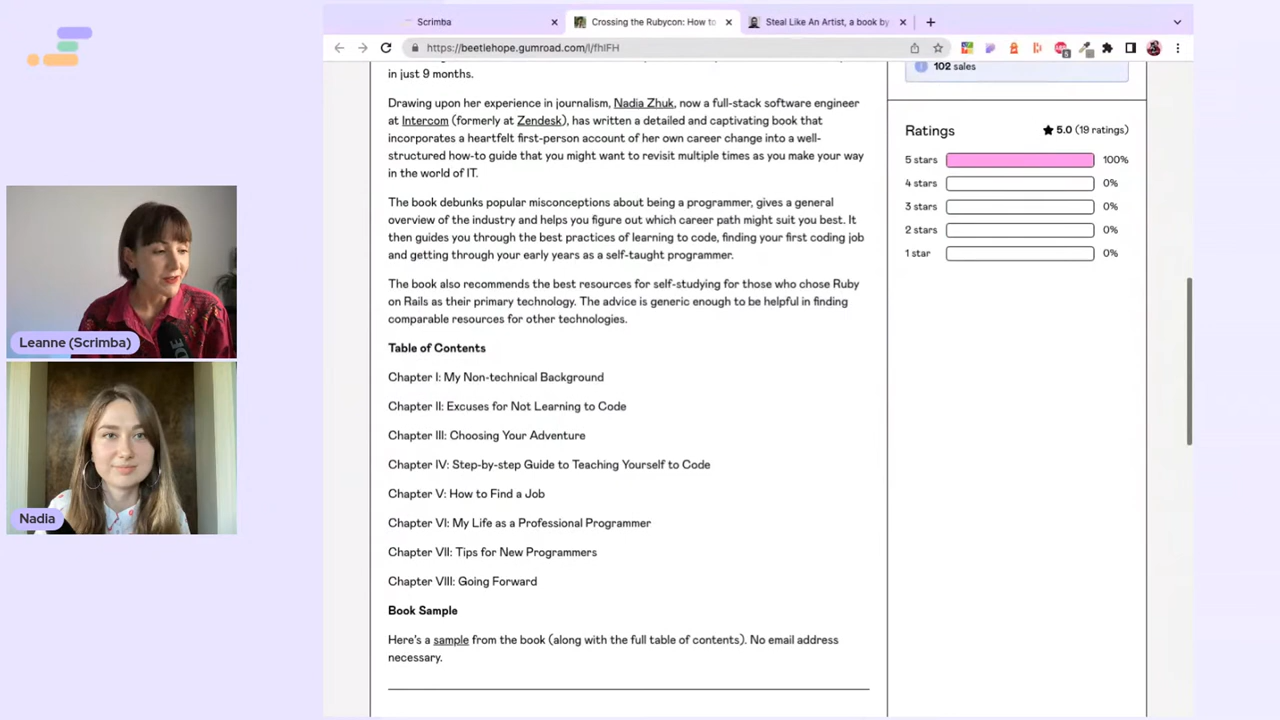 Scrimba
Crossing the Rubycon: How to
Steal Like An Artist, a book by
https://beetlehope.gumroad.com/l/fhlFH
in just 9 months.
102 sales
Drawing upon her experience in journalism, Nadia Zhuk, now a full-stack software engineer
at Intercom (formerly at Zendesk), has written a detailed and captivating book that
incorporates a heartfelt first-person account of her own career change into a well-
structured how-to guide that you might want to revisit multiple times as you make your way
in the world of IT.
The book debunks popular misconceptions about being a programmer, gives a general
overview of the industry and helps you figure out which career path might suit you best. It
then guides you through the best practices of learning to code, finding your first coding job
and getting through your early years as a self-taught programmer.
The book also recommends the best resources for self-studying for those who chose Ruby
on Rails as their primary technology. The advice is generic enough to be helpful in finding
comparable resources for other technologies.
Table of Contents
Chapter I: My Non-technical Background
Chapter II: Excuses for Not Learning to Code
Chapter III: Choosing Your Adventure
Chapter IV: Step-by-step Guide to Teaching Yourself to Code
Chapter V: How to Find a Job
Chapter VI: My Life as a Professional Programmer
Chapter VII: Tips for New Programmers
Chapter VIII: Going Forward
Book Sample
Here's a sample from the book (along with the full table of contents). No email address
necessary.
Ratings
5.0 (19 ratings)
5 stars 100%
4 stars 0%
3 stars 0%
2 stars 0%
1 star 0%
Leanne (Scrimba)
Nadia